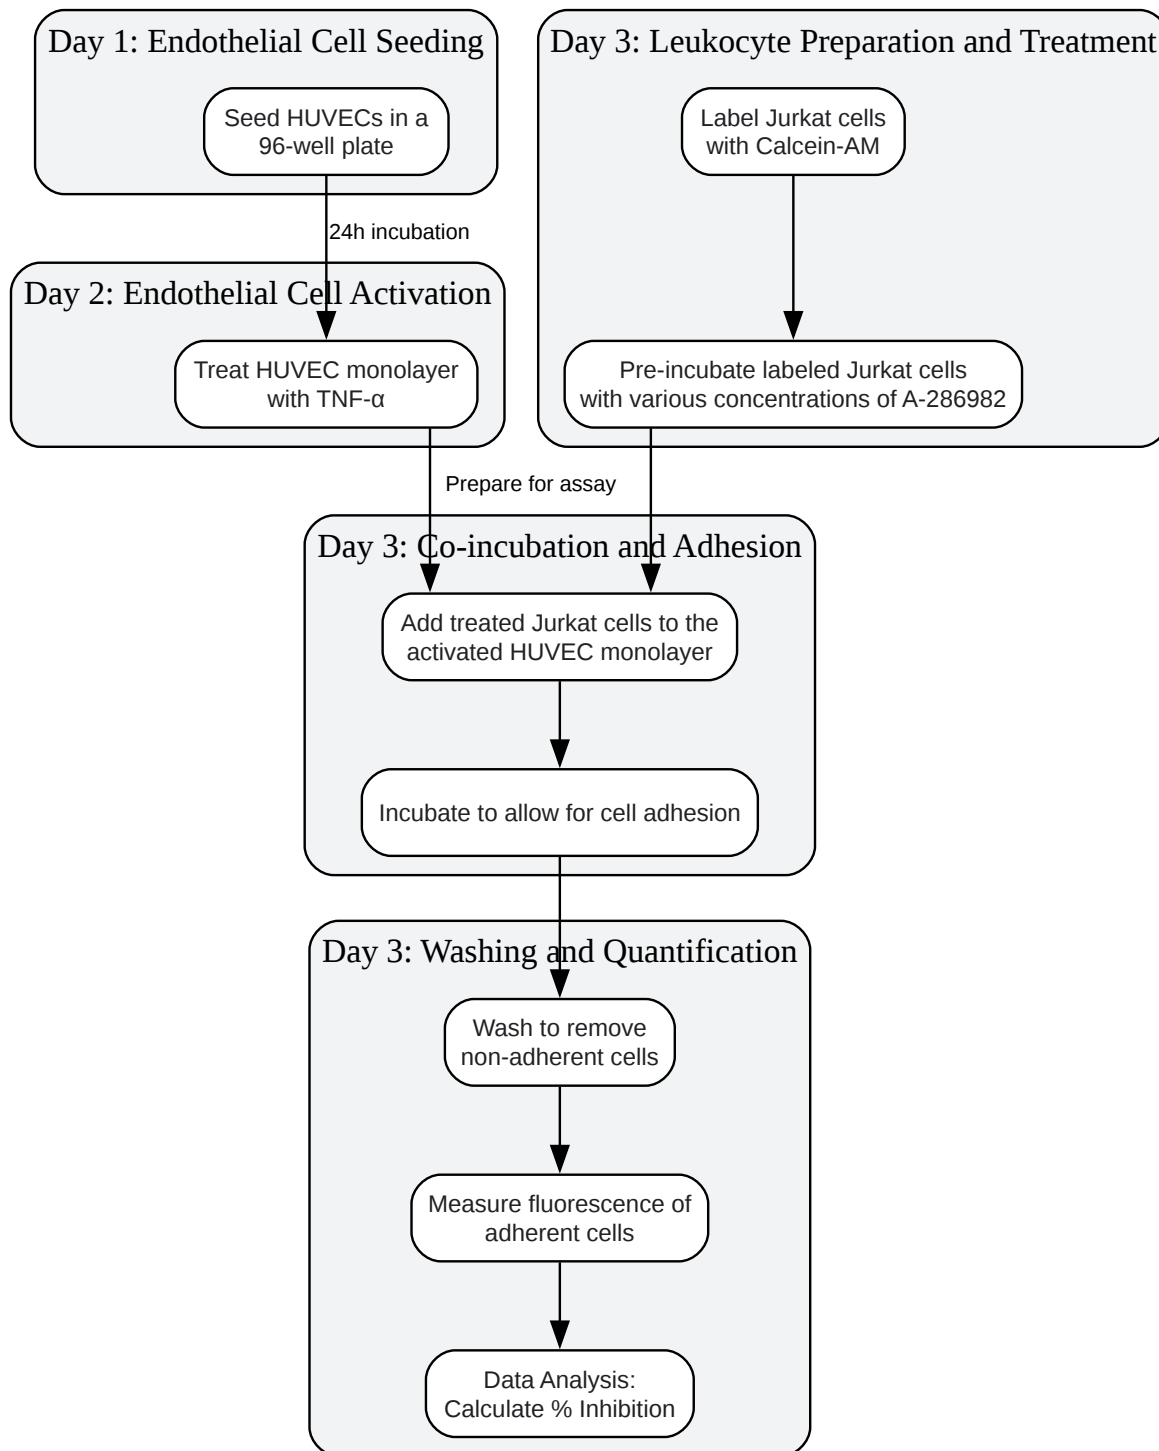 Day 1: Endothelial Cell Seeding
Seed HUVECs in a
96-well plate
24h incubation
Day 2: Endothelial Cell Activation
Treat HUVEC monolayer
with TNF-α
Day 3: Leukocyte Preparation and Treatment
Label Jurkat cells
with Calcein-AM
Pre-incubate labeled Jurkat cells
with various concentrations of A-286982
Prepare for assay
Day 3: Co-incubation and Adhesion
Add treated Jurkat cells to the
activated HUVEC monolayer
Incubate to allow for cell adhesion
Day 3: Washing and Quantification
Wash to remove
non-adherent cells
Measure fluorescence of
adherent cells
Data Analysis:
Calculate % Inhibition